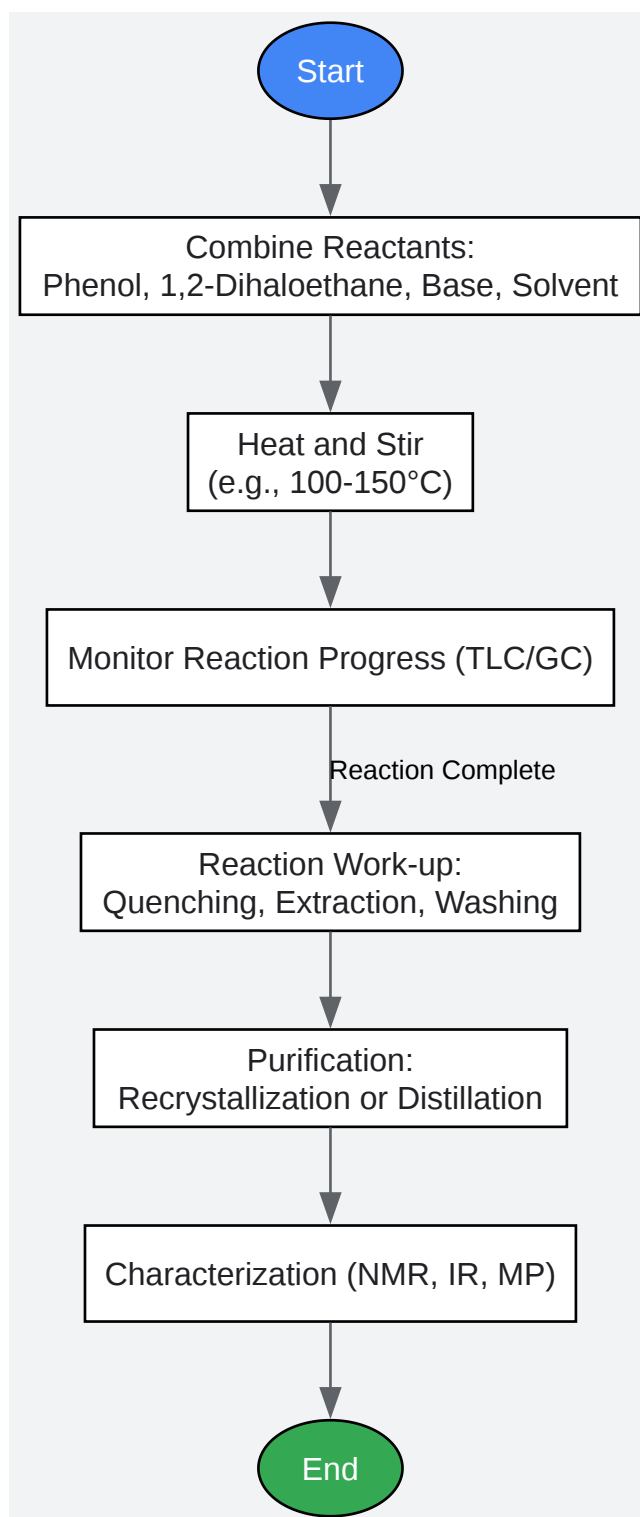 Start
Combine Reactants:
Phenol, 1,2-Dihaloethane, Base, Solvent
Heat and Stir
(e.g., 100-150°C)
Monitor Reaction Progress (TLC/GC)
Reaction Complete
Reaction Work-up:
Quenching, Extraction, Washing
Purification:
Recrystallization or Distillation
Characterization (NMR, IR, MP)
End